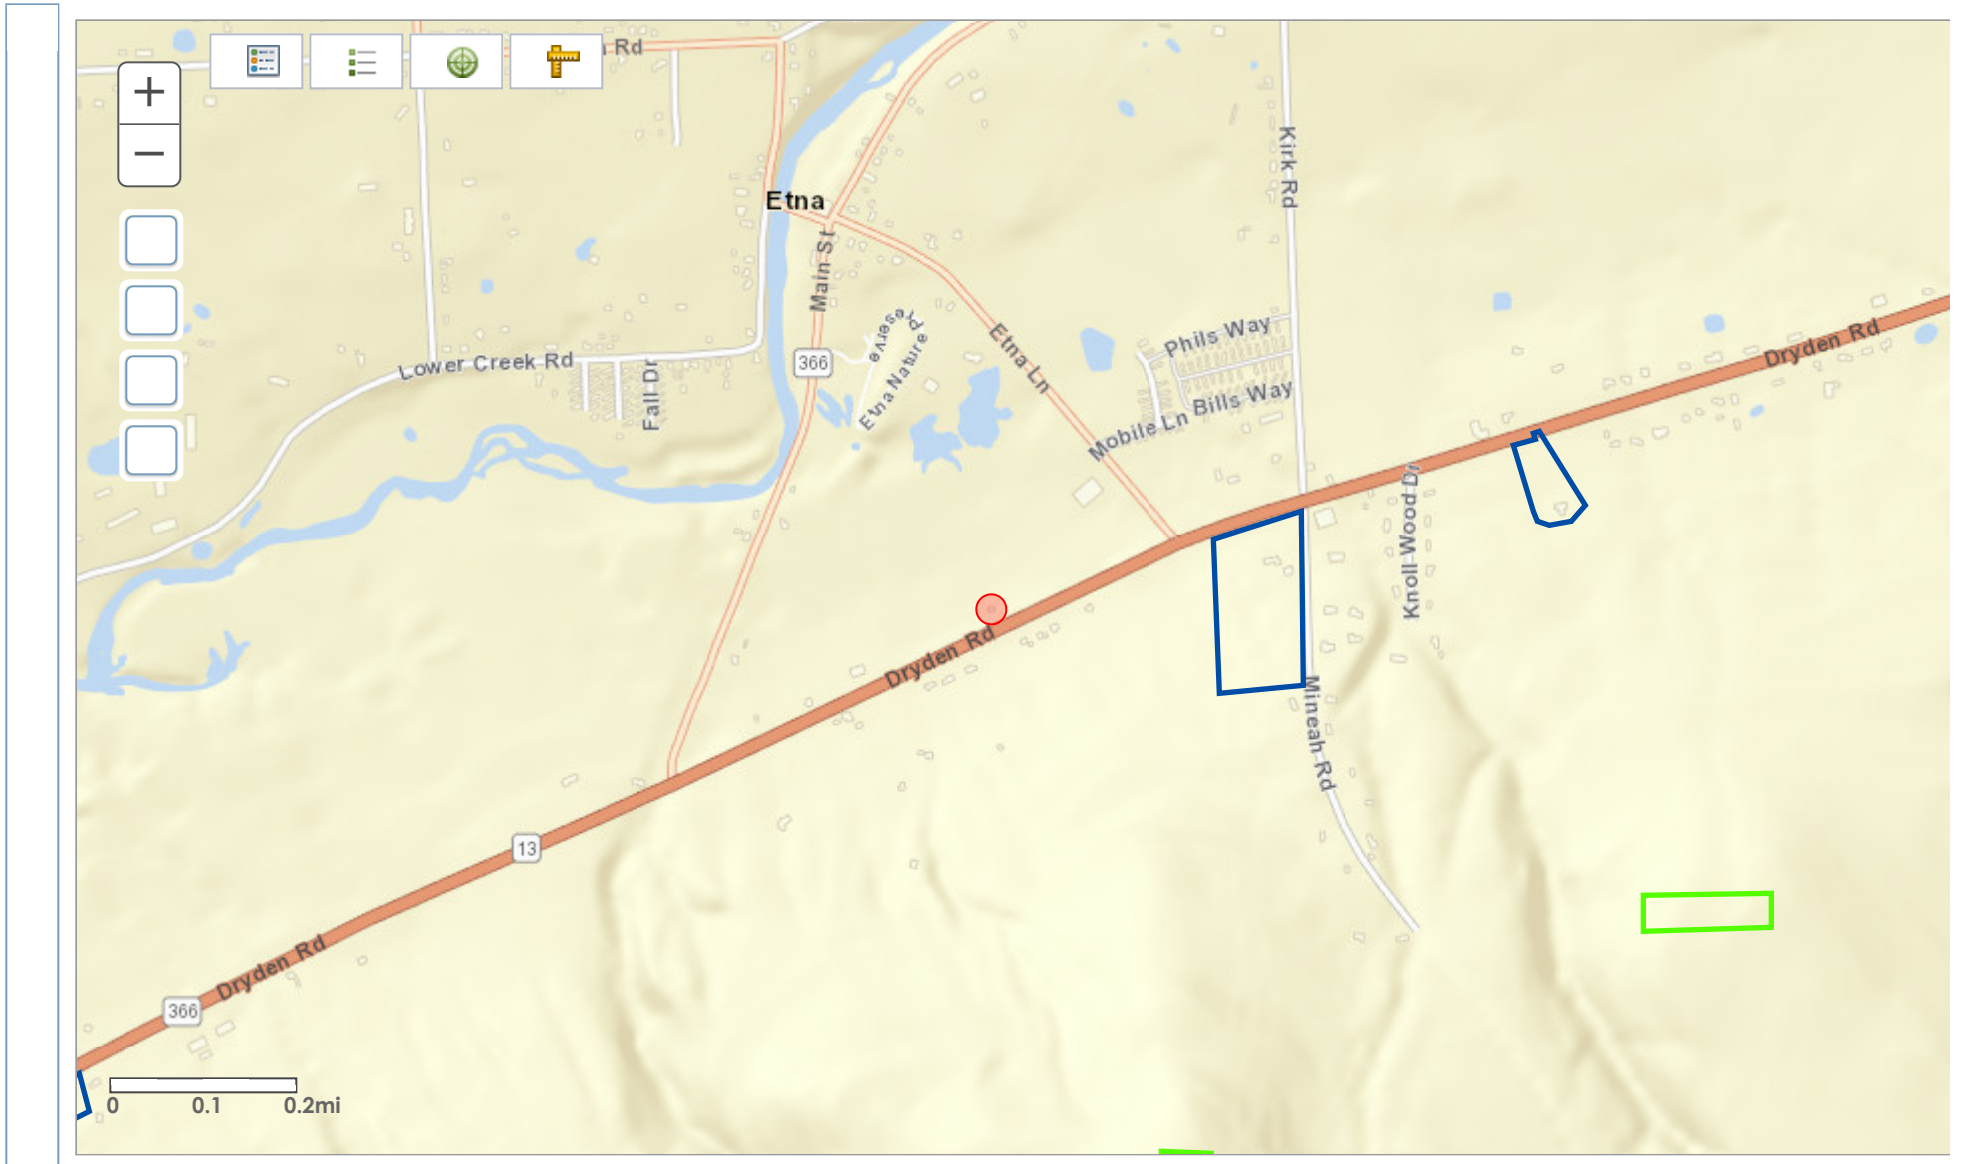 Rd
Kirk Rd
Etna
Main St
Etna Nature Preserve
Phils Way
Etna Ln
Dryden Rd
Lower Creek Rd
366
Fall Dr
Bills Way
Mobile Ln
Knoll Wood Dr
Dryden Rd
Mineah Rd
13
Dryden Rd
366
0 0.1 0.2mi